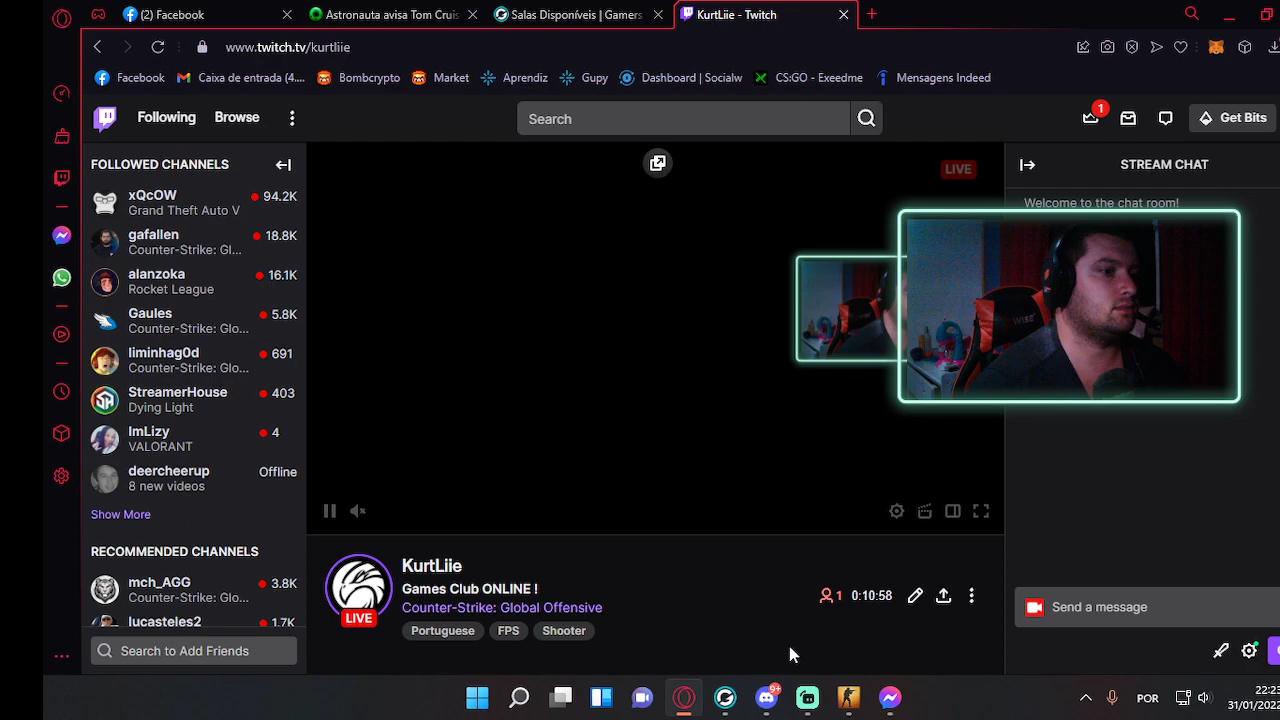 (2) Facebook
Astronauta avisa Tom Cruis
Salas Disponíveis | Gamers
KurtLiie - Twitch
www.twitch.tv/kurtliie
Facebook
Caixa de entrada (4....
Bombcrypto
Market
Aprendiz
Gupy
Dashboard | Socialw
CS:GO - Exeedme
Mensagens Indeed
Following
Browse
Search
1
Get Bits
FOLLOWED CHANNELS
xQcOW
94.2K
Grand Theft Auto V
gafallen
18.8K
Counter-Strike: Gl...
alanzoka
16.1K
Rocket League
Gaules
5.8K
Counter-Strike: Glo...
liminhag0d
691
Counter-Strike: Glo...
StreamerHouse
403
Dying Light
ImLizy
4
VALORANT
deercheerup
Offline
8 new videos
Show More
RECOMMENDED CHANNELS
mch_AGG
3.8K
Counter-Strike: Glo...
lucasteles2
1.7K
Search to Add Friends
LIVE
STREAM CHAT
Welcome to the chat room!
WISE
KurtLiie
Games Club ONLINE !
Counter-Strike: Global Offensive
LIVE
Portuguese
FPS
Shooter
1
0:10:58
Send a message
9+
POR
22:23
31/01/202